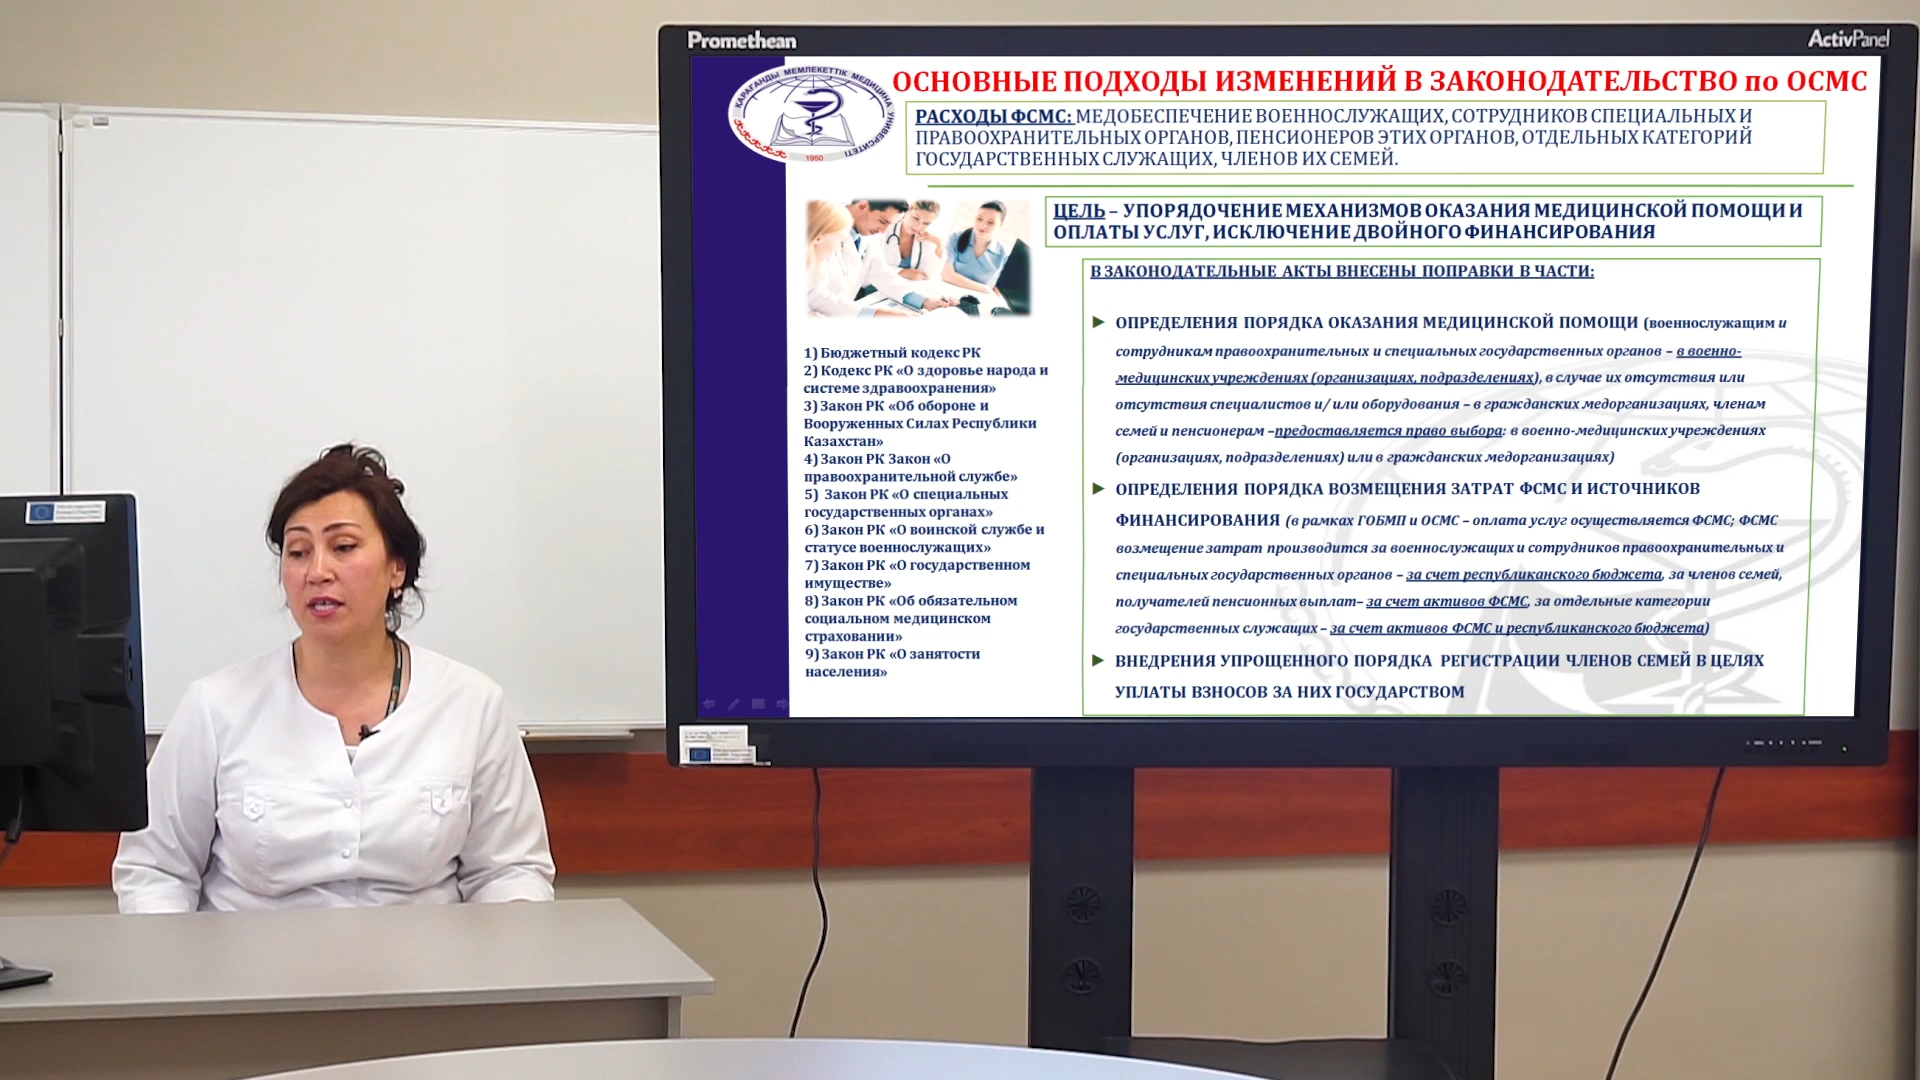 Promethean
ActivPanel
ҚАРАҒАНДЫ МЕМЛЕКЕТТІК МЕДИЦИНА УНИВЕРСИТЕТІ
1950
ОСНОВНЫЕ ПОДХОДЫ ИЗМЕНЕНИЙ В ЗАКОНОДАТЕЛЬСТВО по ОСМС
РАСХОДЫ ФСМС: МЕДОБЕСПЕЧЕНИЕ ВОЕННОСЛУЖАЩИХ, СОТРУДНИКОВ СПЕЦИАЛЬНЫХ И
ПРАВООХРАНИТЕЛЬНЫХ ОРГАНОВ, ПЕНСИОНЕРОВ ЭТИХ ОРГАНОВ, ОТДЕЛЬНЫХ КАТЕГОРИЙ
ГОСУДАРСТВЕННЫХ СЛУЖАЩИХ, ЧЛЕНОВ ИХ СЕМЕЙ.
ЦЕЛЬ – УПОРЯДОЧЕНИЕ МЕХАНИЗМОВ ОКАЗАНИЯ МЕДИЦИНСКОЙ ПОМОЩИ И
ОПЛАТЫ УСЛУГ, ИСКЛЮЧЕНИЕ ДВОЙНОГО ФИНАНСИРОВАНИЯ
1) Бюджетный кодекс РК
2) Кодекс РК «О здоровье народа и
системе здравоохранения»
3) Закон РК «Об обороне и
Вооруженных Силах Республики
Казахстан»
4) Закон РК Закон «О
правоохранительной службе»
5) Закон РК «О специальных
государственных органах»
6) Закон РК «О воинской службе и
статусе военнослужащих»
7) Закон РК «О государственном
имуществе»
8) Закон РК «Об обязательном
социальном медицинском
страховании»
9) Закон РК «О занятости
населения»
В ЗАКОНОДАТЕЛЬНЫЕ АКТЫ ВНЕСЕНЫ ПОПРАВКИ В ЧАСТИ:
ОПРЕДЕЛЕНИЯ ПОРЯДКА ОКАЗАНИЯ МЕДИЦИНСКОЙ ПОМОЩИ (военнослужащим и
сотрудникам правоохранительных и специальных государственных органов – в военно-
медицинских учреждениях (организациях, подразделениях), в случае их отсутствия или
отсутствия специалистов и/ или оборудования – в гражданских медорганизациях, членам
семей и пенсионерам –предоставляется право выбора: в военно-медицинских учреждениях
(организациях, подразделениях) или в гражданских медорганизациях)
ОПРЕДЕЛЕНИЯ ПОРЯДКА ВОЗМЕЩЕНИЯ ЗАТРАТ ФСМС И ИСТОЧНИКОВ
ФИНАНСИРОВАНИЯ (в рамках ГОБМП и ОСМС – оплата услуг осуществляется ФСМС; ФСМС
возмещение затрат производится за военнослужащих и сотрудников правоохранительных и
специальных государственных органов – за счет республиканского бюджета, за членов семей,
получателей пенсионных выплат– за счет активов ФСМС, за отдельные категории
государственных служащих – за счет активов ФСМС и республиканского бюджета)
ВНЕДРЕНИЯ УПРОЩЕННОГО ПОРЯДКА РЕГИСТРАЦИИ ЧЛЕНОВ СЕМЕЙ В ЦЕЛЯХ
УПЛАТЫ ВЗНОСОВ ЗА НИХ ГОСУДАРСТВОМ